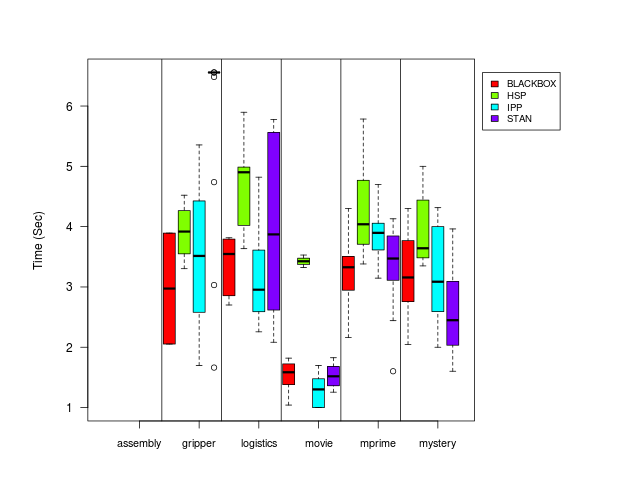 BLACKBOX
HSP
IPP
STAN
Time (Sec)
6
5
4
3
2
1
assembly gripper logistics movie mprime mystery